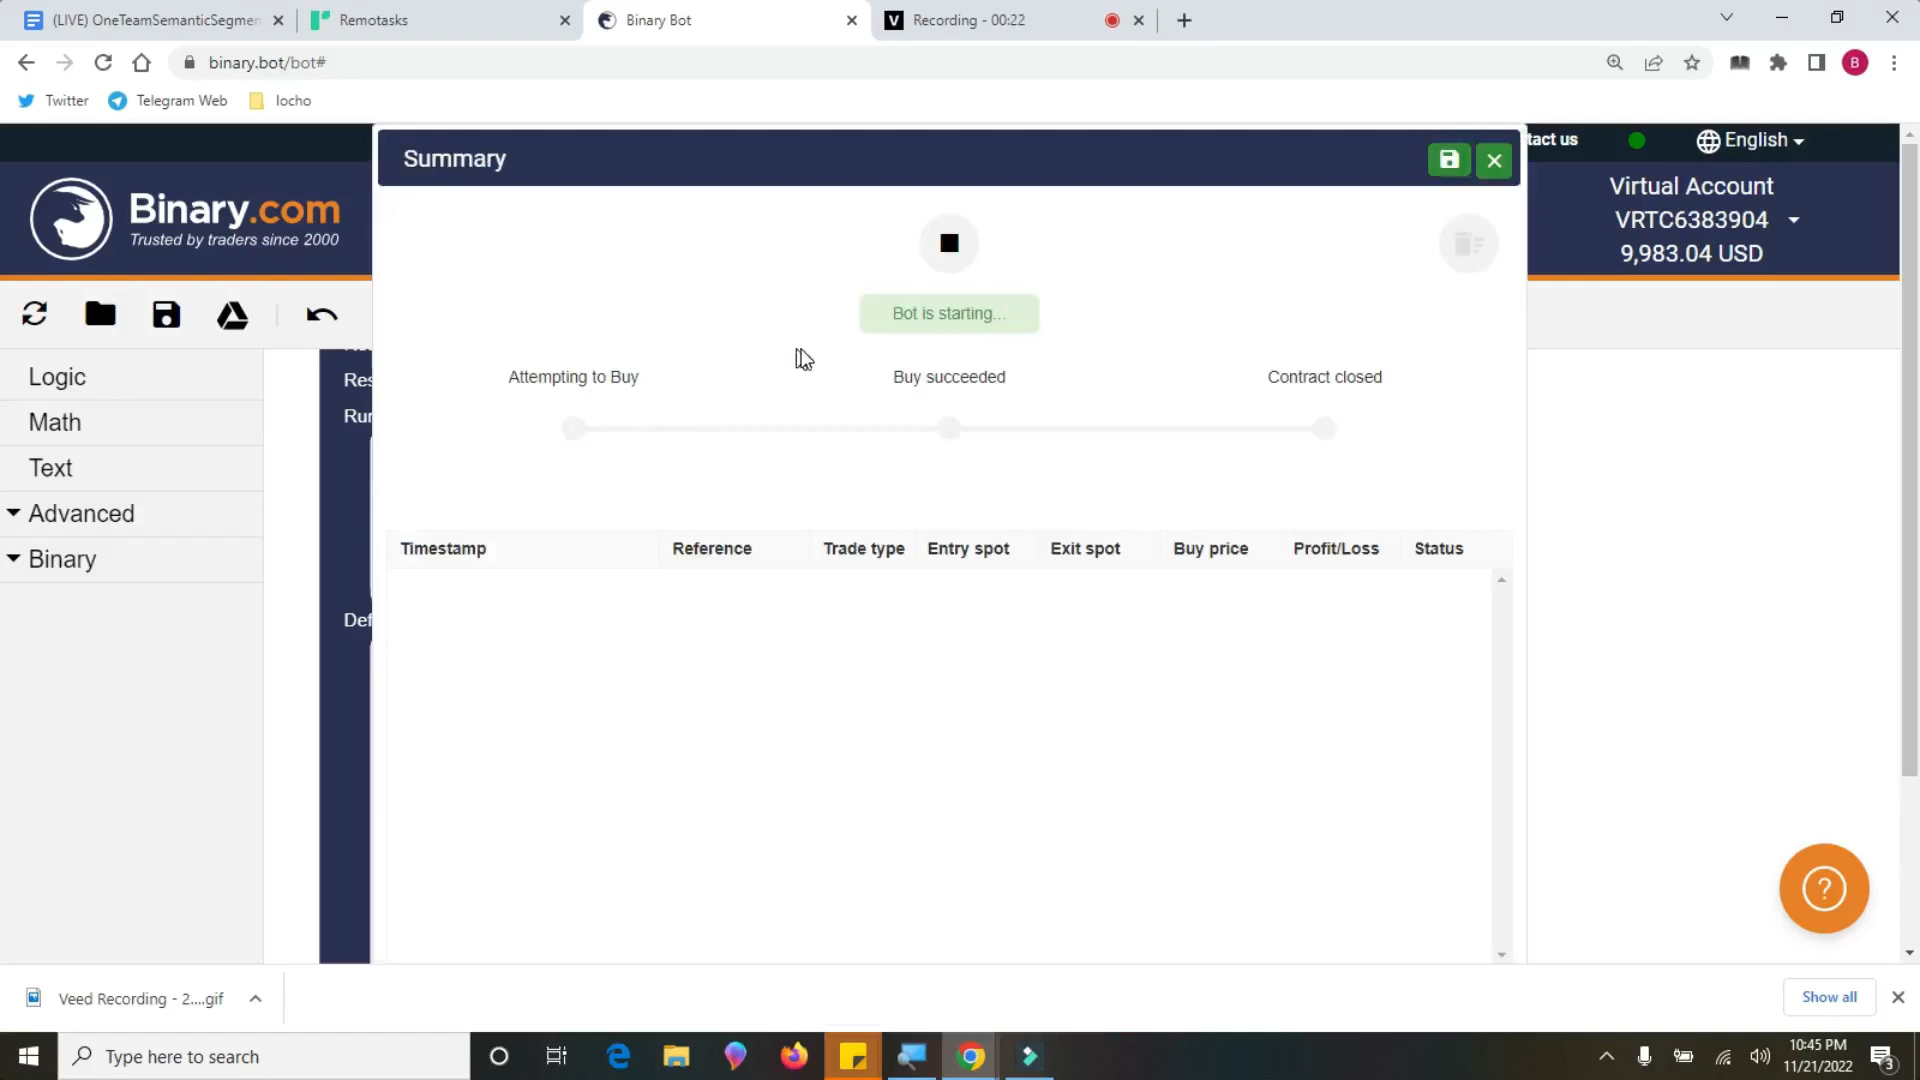 (LIVE) OneTeamSemanticSegmen
Remotasks
Binary Bot
Recording - 00:22
binary.bot/bot#
B
Twitter
Telegram Web
locho
Summary
tact us
English
Binary.com
Trusted by traders since 2000
Virtual Account
VRTC6383904
9,983.04 USD
Bot is starting...
Attempting to Buy
Buy succeeded
Contract closed
Logic
Math
Text
Advanced
Binary
Res
Run
Def
Timestamp
Reference
Trade type
Entry spot
Exit spot
Buy price
Profit/Loss
Status
?
Veed Recording - 2....gif
Show all
Type here to search
10:45 PM
11/21/2022
3